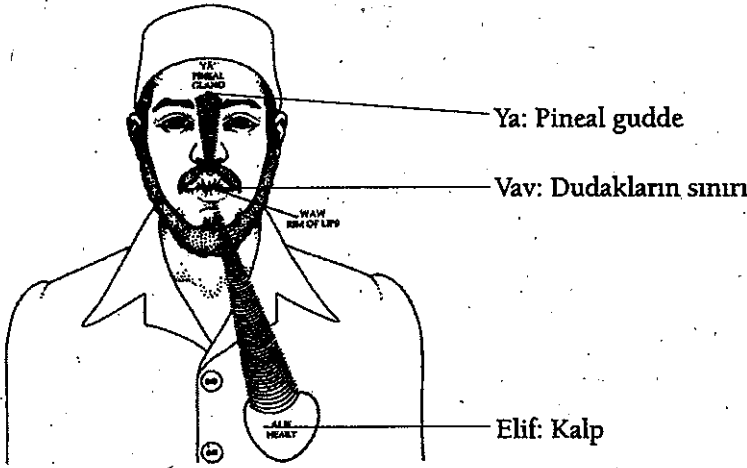 YA
PINEAL
GLAND
Ya: Pineal gudde
Vav: Dudakların sınırı
WAW
RIM OF LIPS
ALIF
HEART
Elif: Kalp